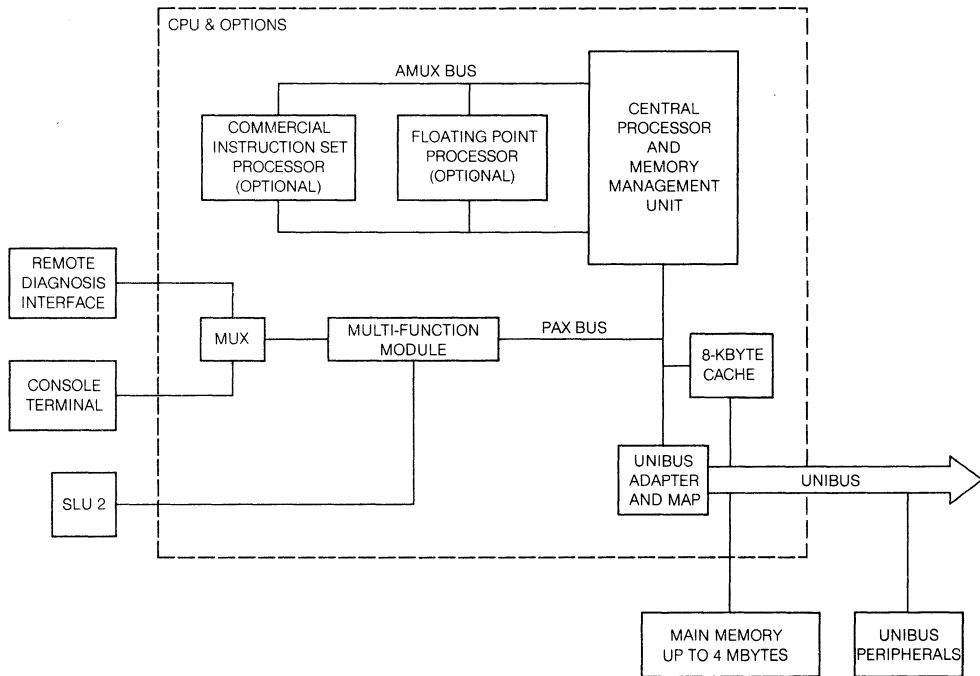 CPU & OPTIONS
AMUX BUS
COMMERCIAL
INSTRUCTION SET
PROCESSOR
(OPTIONAL)
FLOATING POINT
PROCESSOR
(OPTIONAL)
CENTRAL
PROCESSOR
AND
MEMORY
MANAGEMENT
UNIT
REMOTE
DIAGNOSIS
INTERFACE
MUX
MULTI-FUNCTION
MODULE
PAX BUS
8-KBYTE
CACHE
CONSOLE
TERMINAL
SLU 2
UNIBUS
ADAPTER
AND MAP
UNIBUS
MAIN MEMORY
UP TO 4 MBYTES
UNIBUS
PERIPHERALS